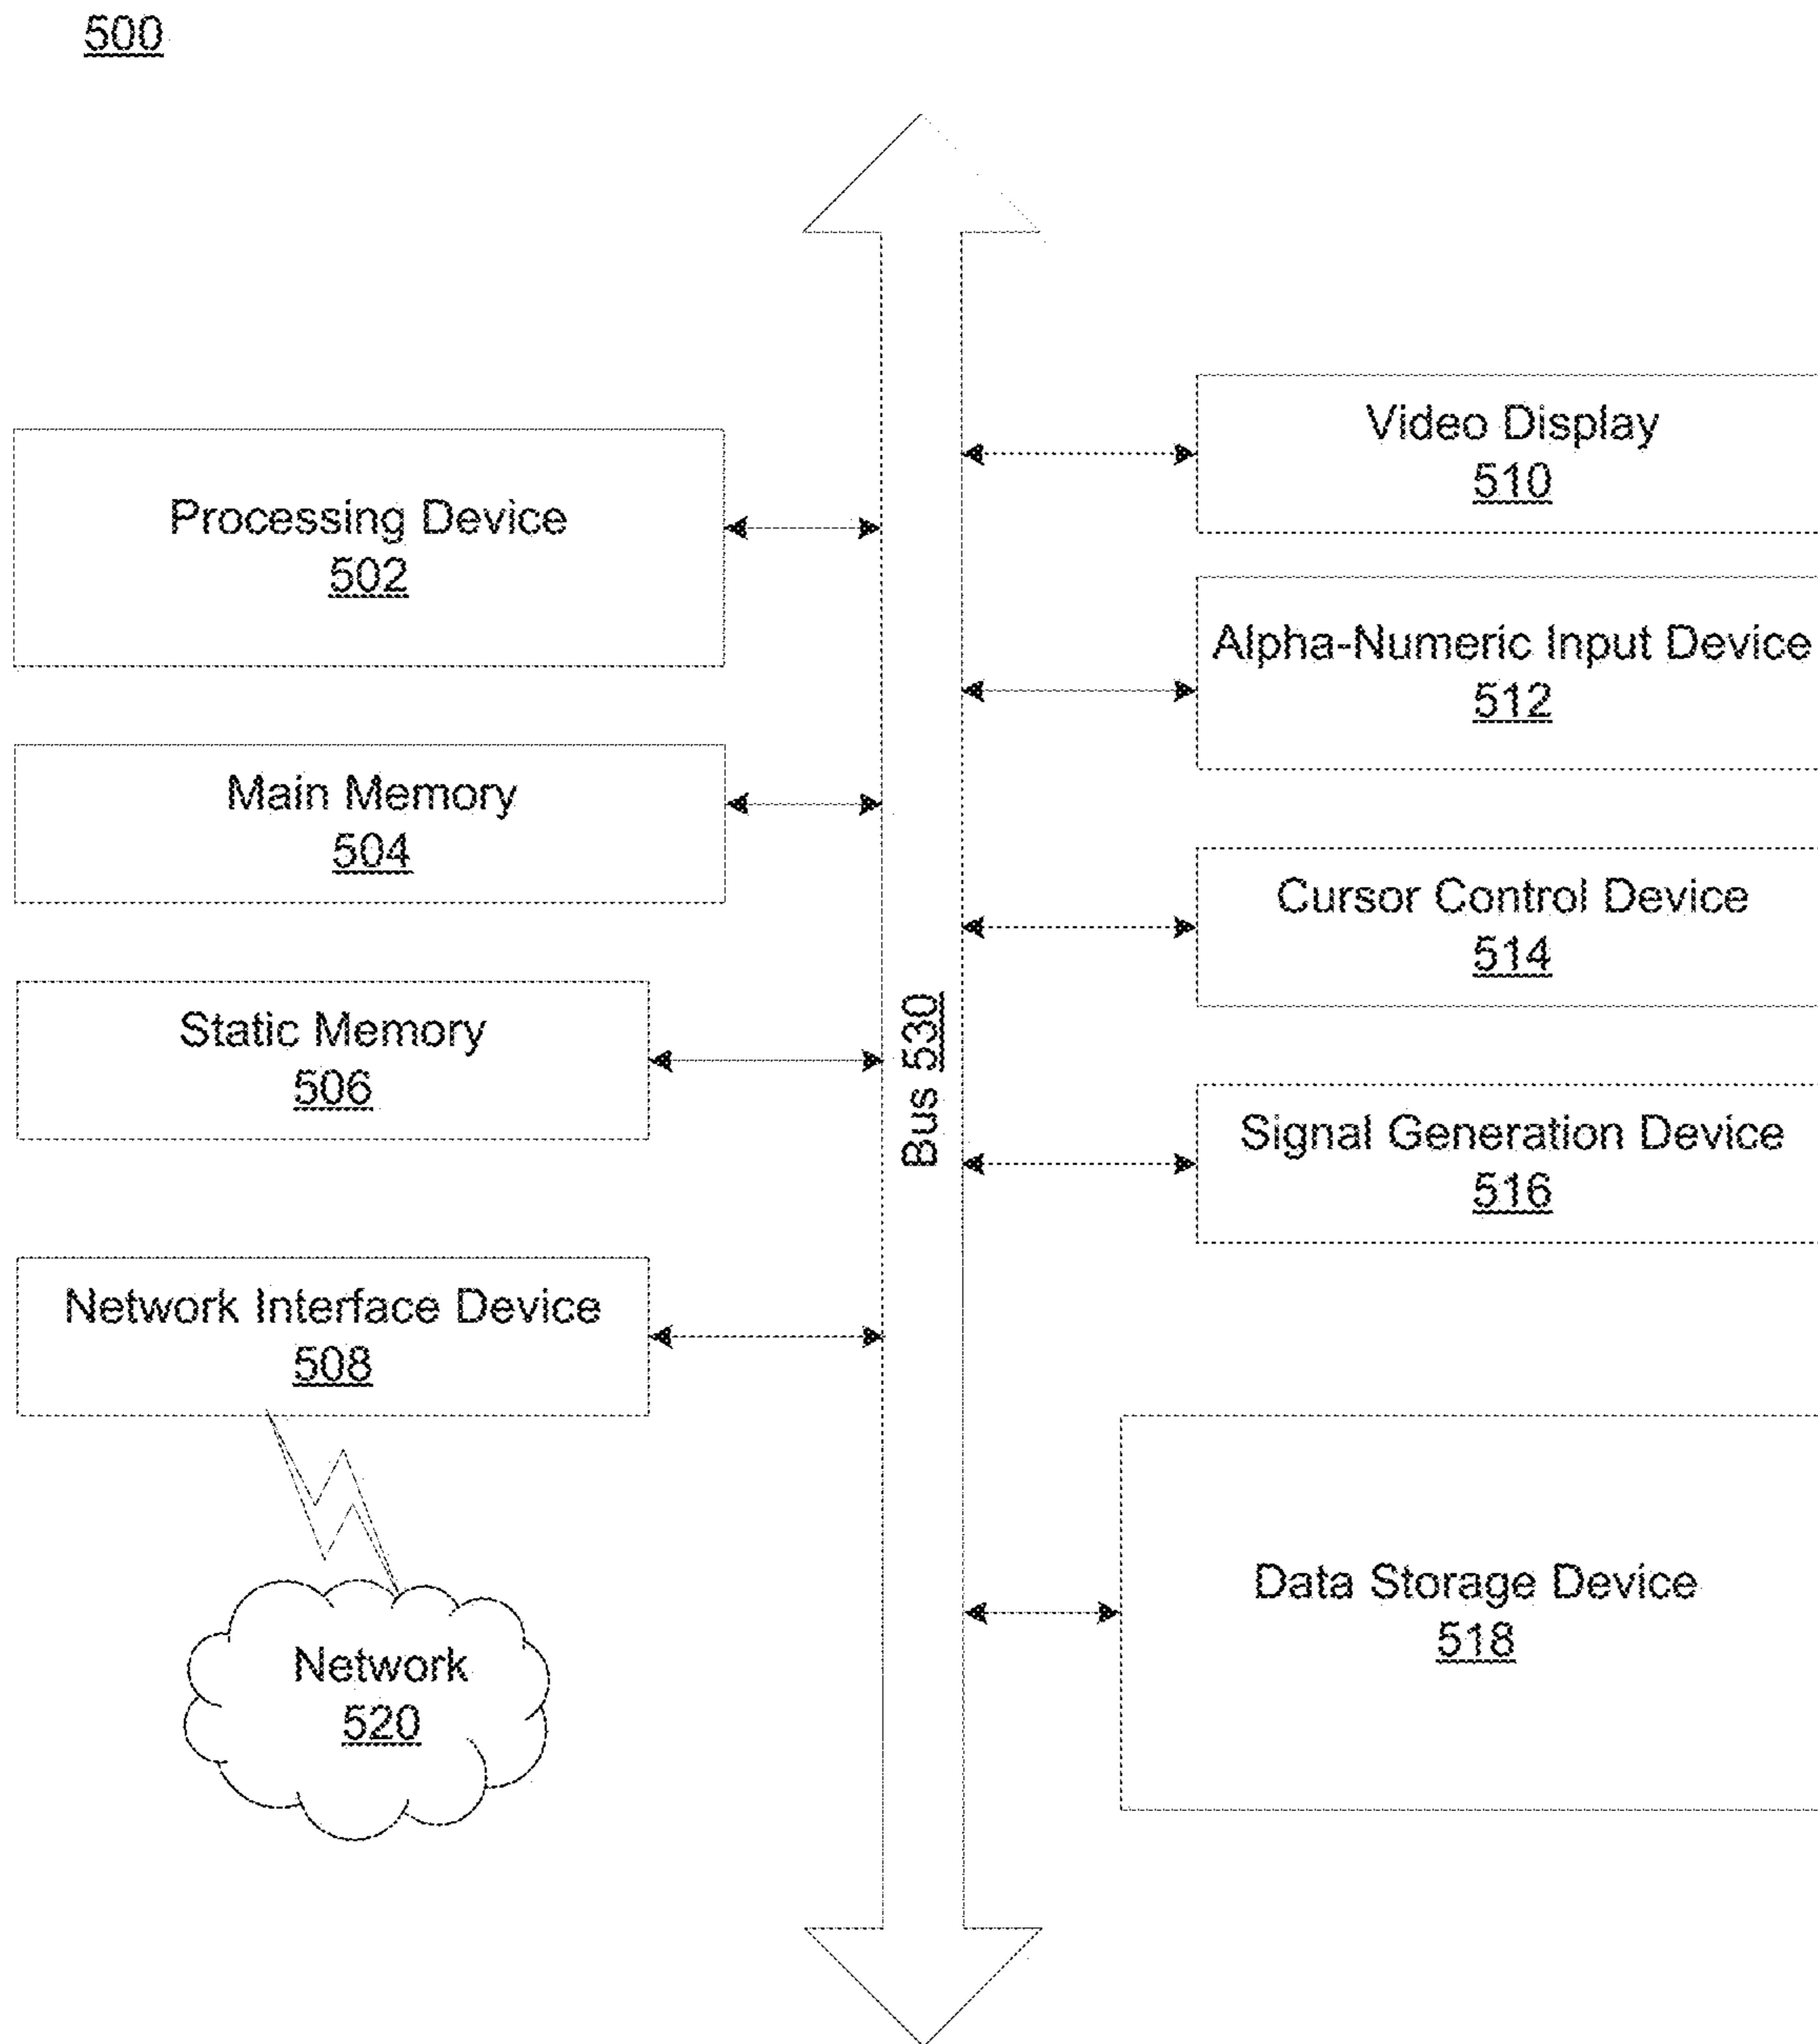 500
Processing Device
502
Main Memory
504
Static Memory
506
Network Interface Device
508
Network
520
Bus 530
Video Display
510
Alpha-Numeric Input Device
512
Cursor Control Device
514
Signal Generation Device
516
Data Storage Device
518